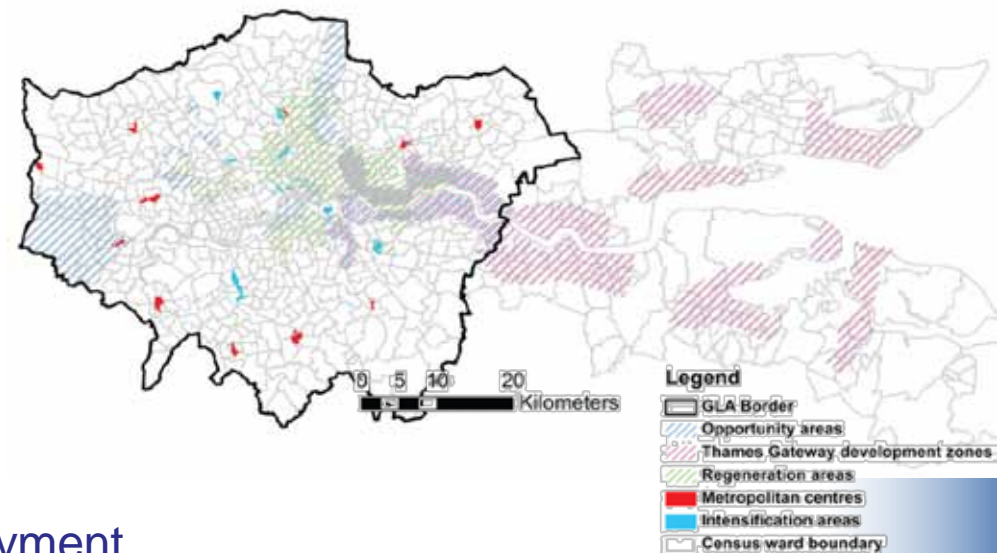 0 5 10 20
Kilometers
Legend
GLA Border
Opportunity areas
Thames Gateway development zones
Regeneration areas
Metropolitan centres
Intensification areas
Census ward boundary